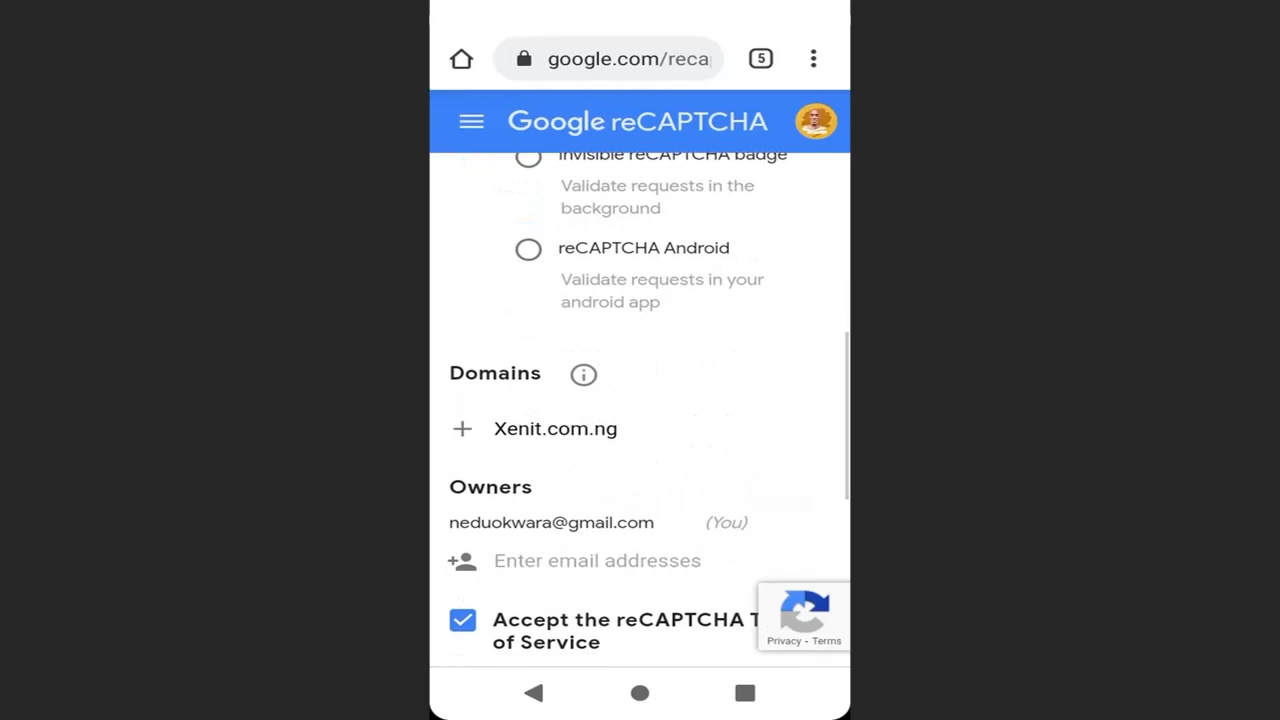 google.com/reca
5
Google reCAPTCHA
Invisible reCAPTCHA badge
Validate requests in the
background
reCAPTCHA Android
Validate requests in your
android app
Domains
Xenit.com.ng
Owners
neduokwara@gmail.com (You)
Enter email addresses
Accept the reCAPTCHA T
of Service
Privacy - Terms